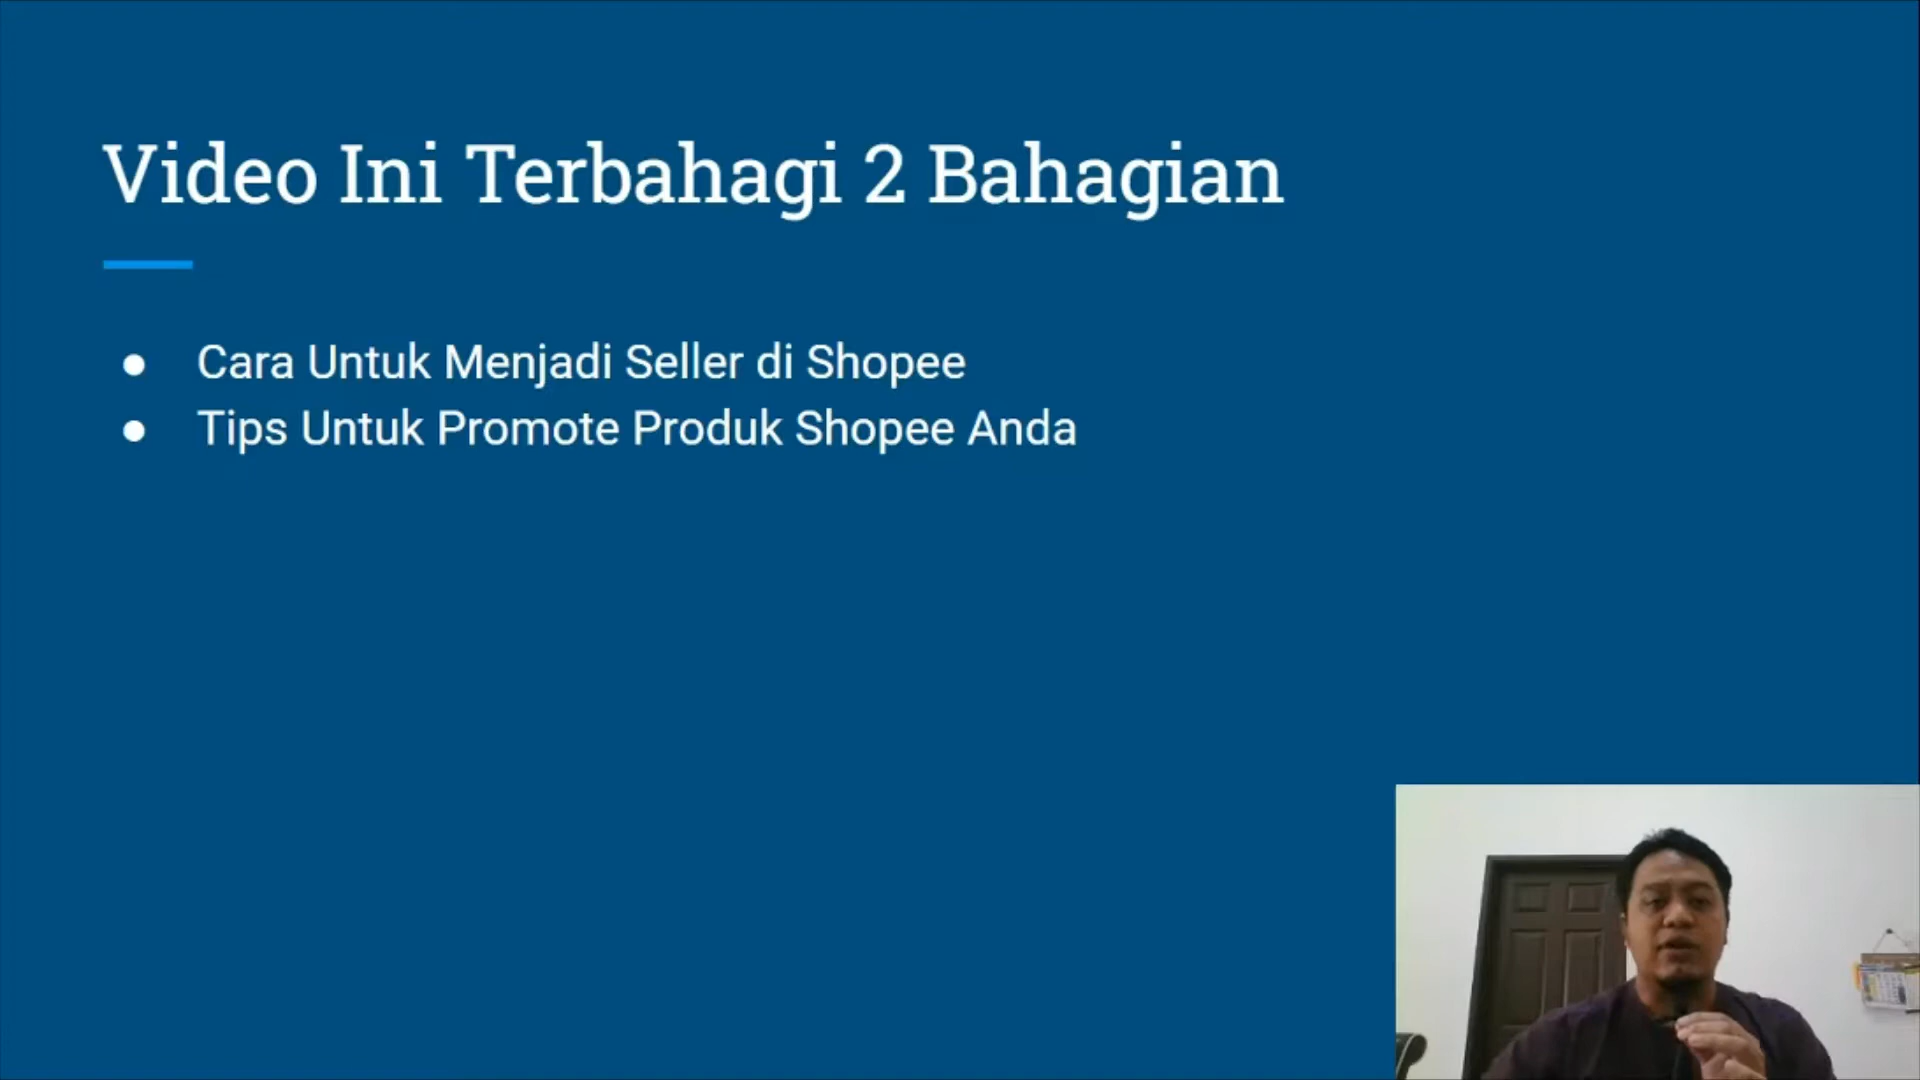 Video Ini Terbahagi 2 Bahagian
Cara Untuk Menjadi Seller di Shopee
Tips Untuk Promote Produk Shopee Anda